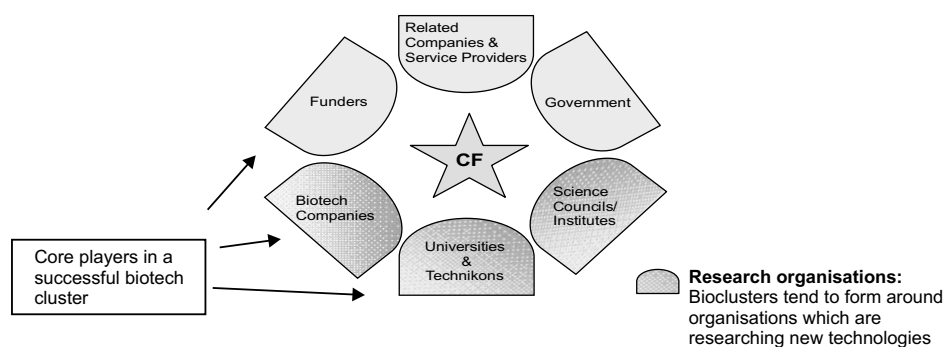 Related
Companies &
Service Providers
Funders
Government
CF
Biotech
Companies
Science
Councils/
Institutes
Universities
&
Technikons
Core players in a
successful biotech
cluster
Research organisations:
Bioclusters tend to form around
organisations which are
researching new technologies